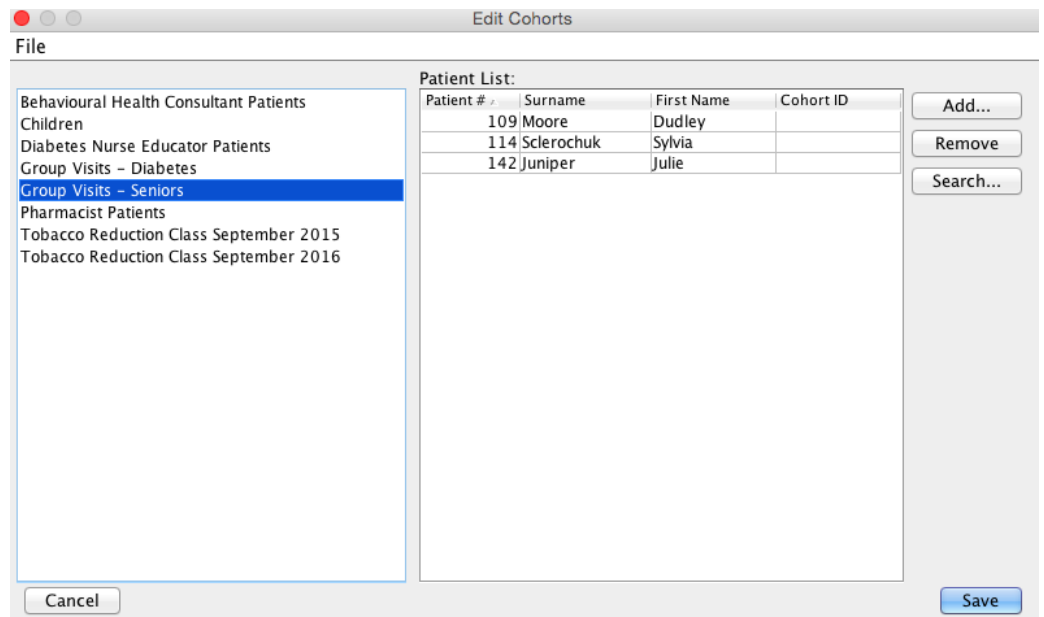 Edit Cohorts
File
Patient List:
Behavioural Health Consultant Patients
Children
Diabetes Nurse Educator Patients
Group Visits – Diabetes
Group Visits – Seniors
Pharmacist Patients
Tobacco Reduction Class September 2015
Tobacco Reduction Class September 2016
Patient # Surname First Name Cohort ID
109 Moore Dudley
114 Sclerochuk Sylvia
142 Juniper Julie
Add...
Remove
Search...
Cancel
Save